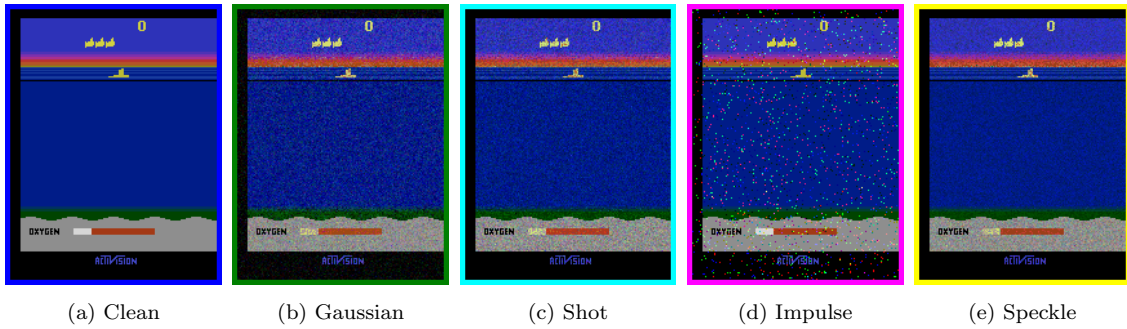 0
0
0
0
0
OXYGEN
OXYGEN
OXYGEN
OXYGEN
OXYGEN
ACTIVISION
ACTIVISION
ACTIVISION
ACTIVISION
ACTIVISION
(a) Clean
(b) Gaussian
(c) Shot
(d) Impulse
(e) Speckle